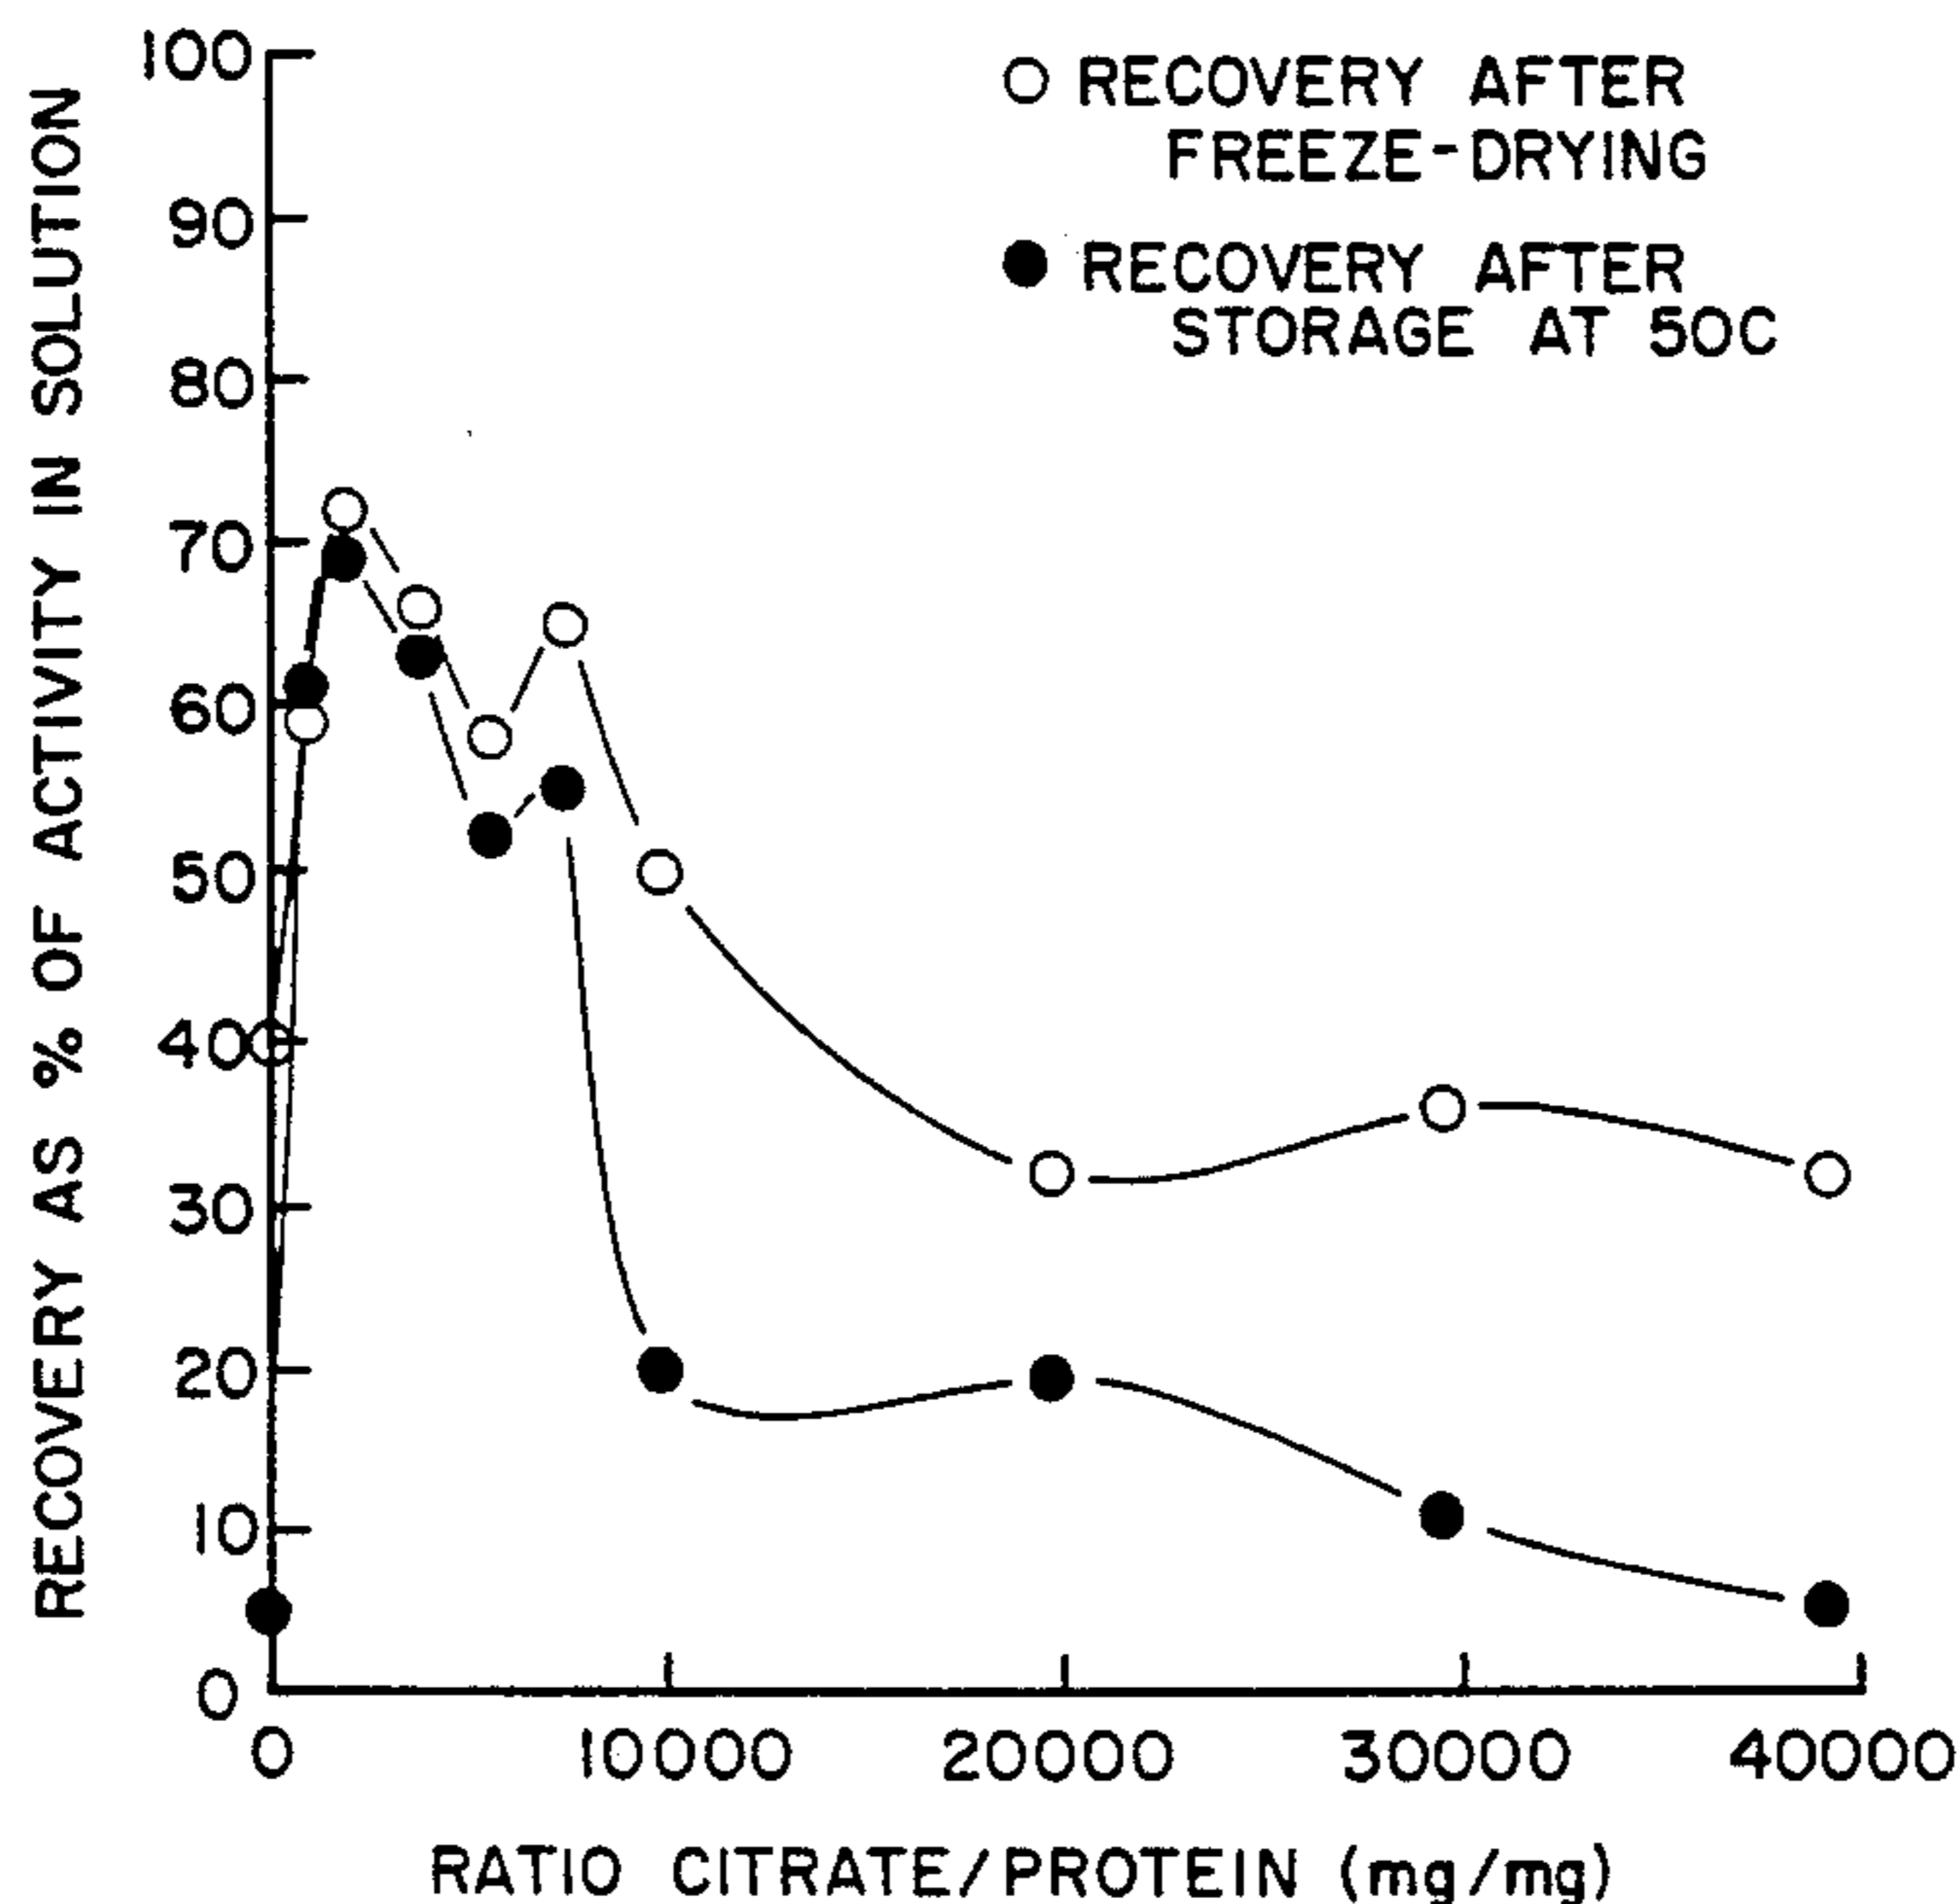 100
90
80
70
60
50
40
30
20
10
0
RECOVERY AS % OF ACTIVITY IN SOLUTION
RECOVERY AFTER
FREEZE-DRYING
RECOVERY AFTER
STORAGE AT 50C
0 10000 20000 30000 40000
RATIO CITRATE/PROTEIN (mg/mg)